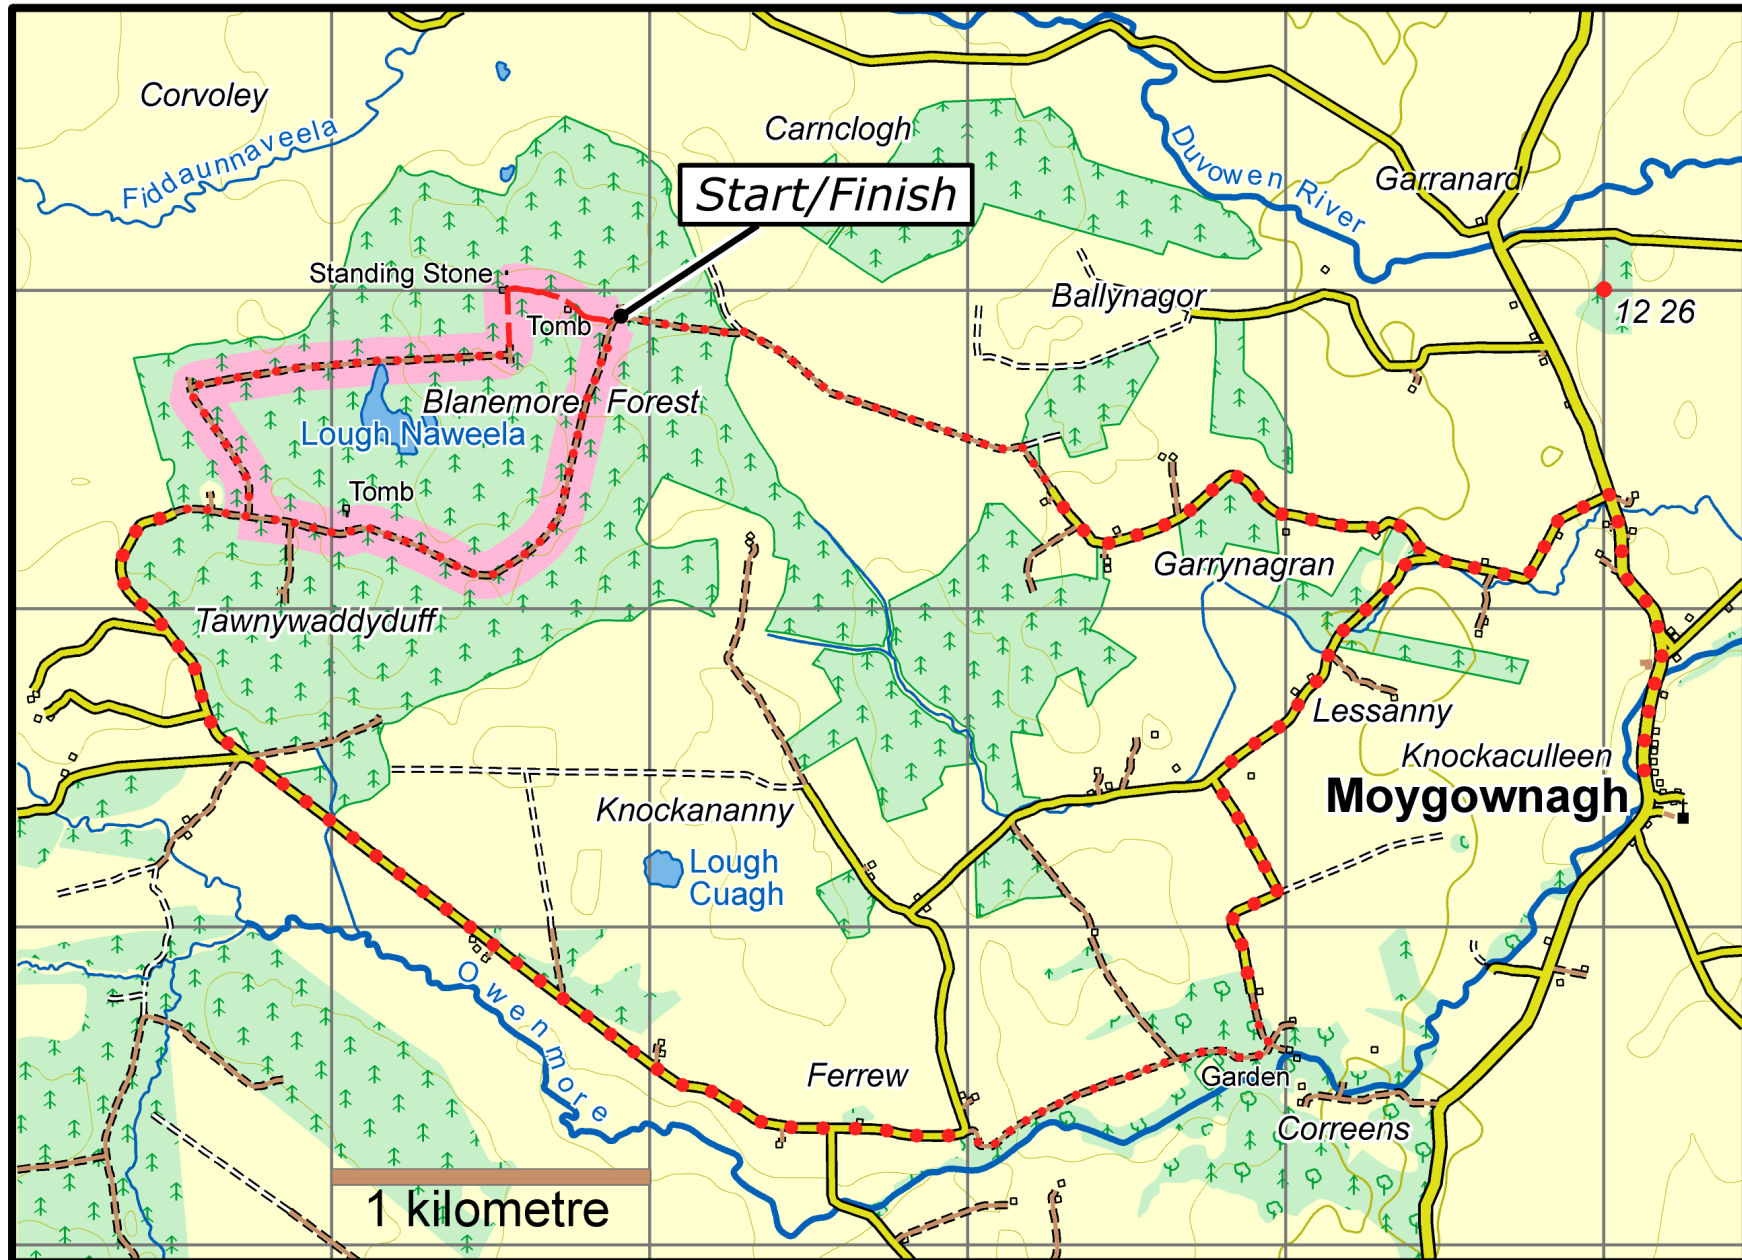 Corvoley
Fiddaunnaveela
Carnclogh
Duvowen River
Garranard
Start/Finish
Standing Stone
Tomb
Ballynagor
12 26
Blanemore Forest
Lough Naweela
Tomb
Garrynagran
Tawnywaddyduff
Lessanny
Knockaculleen
Moygownagh
Knockananny
Lough
Cuagh
Owenmore
Ferrew
Garden
Correens
1 kilometre